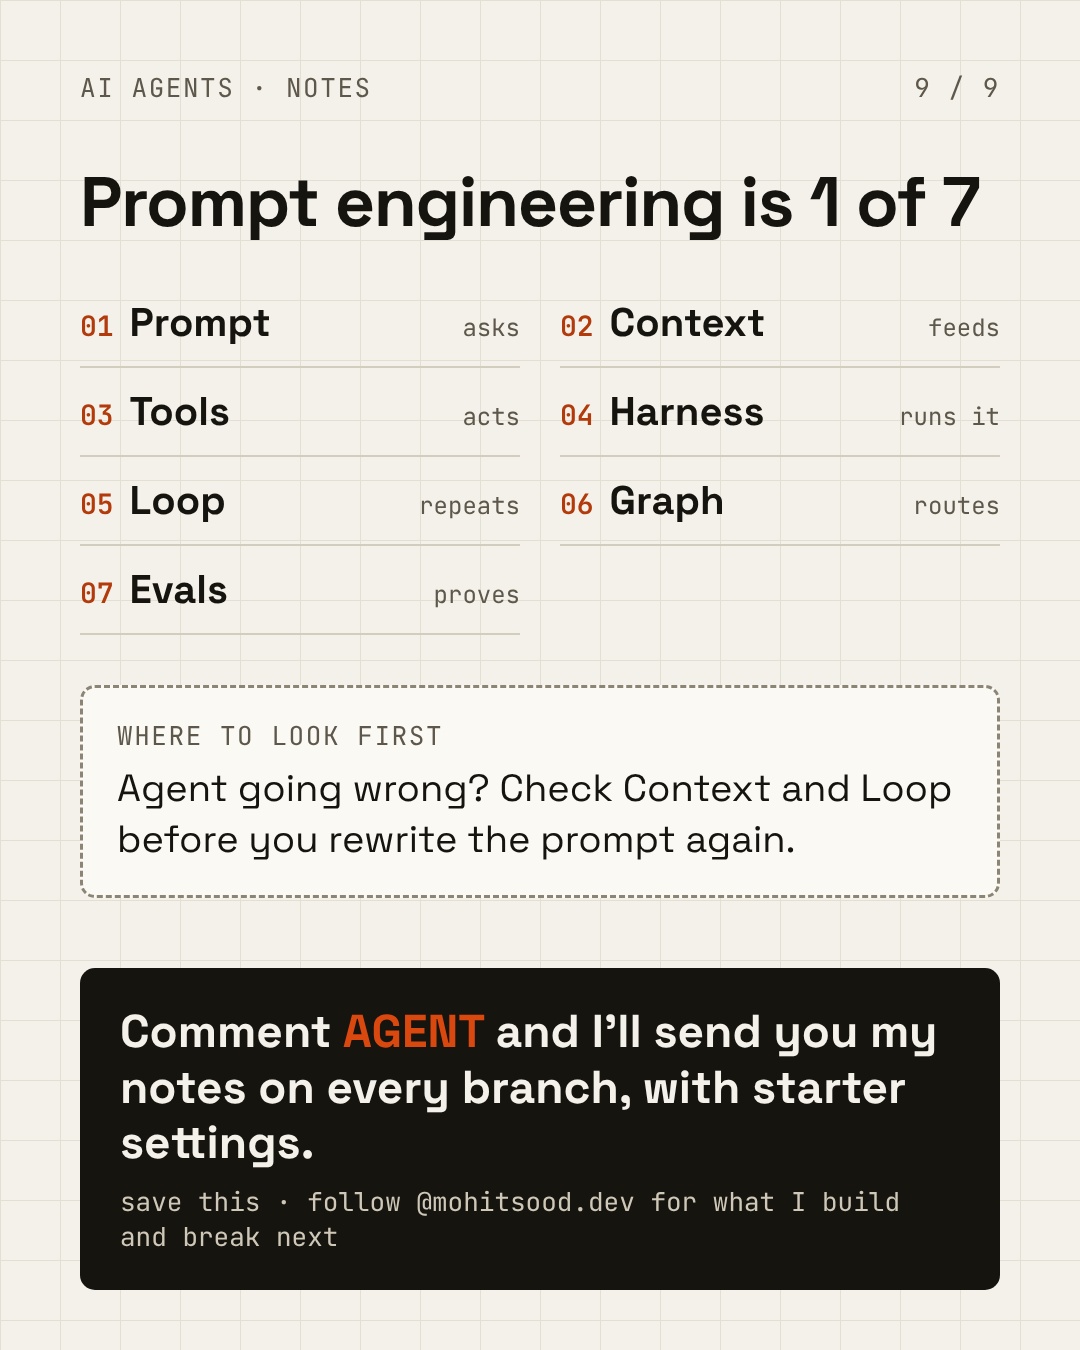 AI AGENTS · NOTES
9 / 9
Prompt engineering is 1 of 7
01 Prompt asks
02 Context feeds
03 Tools acts
04 Harness runs it
05 Loop repeats
06 Graph routes
07 Evals proves
WHERE TO LOOK FIRST
Agent going wrong? Check Context and Loop
before you rewrite the prompt again.
Comment AGENT and I’ll send you my
notes on every branch, with starter
settings.
save this · follow @mohitsood.dev for what I build
and break next